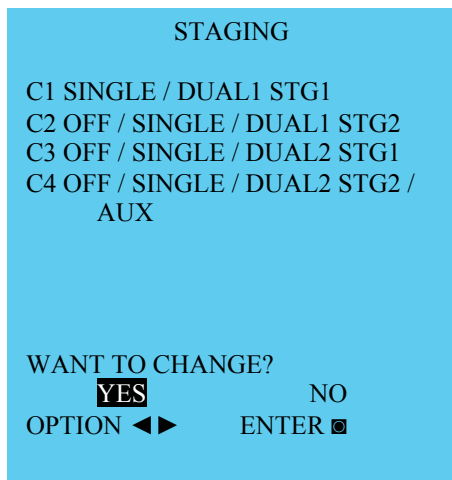 STAGING
C1 SINGLE / DUAL1 STG1
C2 OFF / SINGLE / DUAL1 STG2
C3 OFF / SINGLE / DUAL2 STG1
C4 OFF / SINGLE / DUAL2 STG2 /
AUX
WANT TO CHANGE?
YES NO
OPTION ◄► ENTER ◙